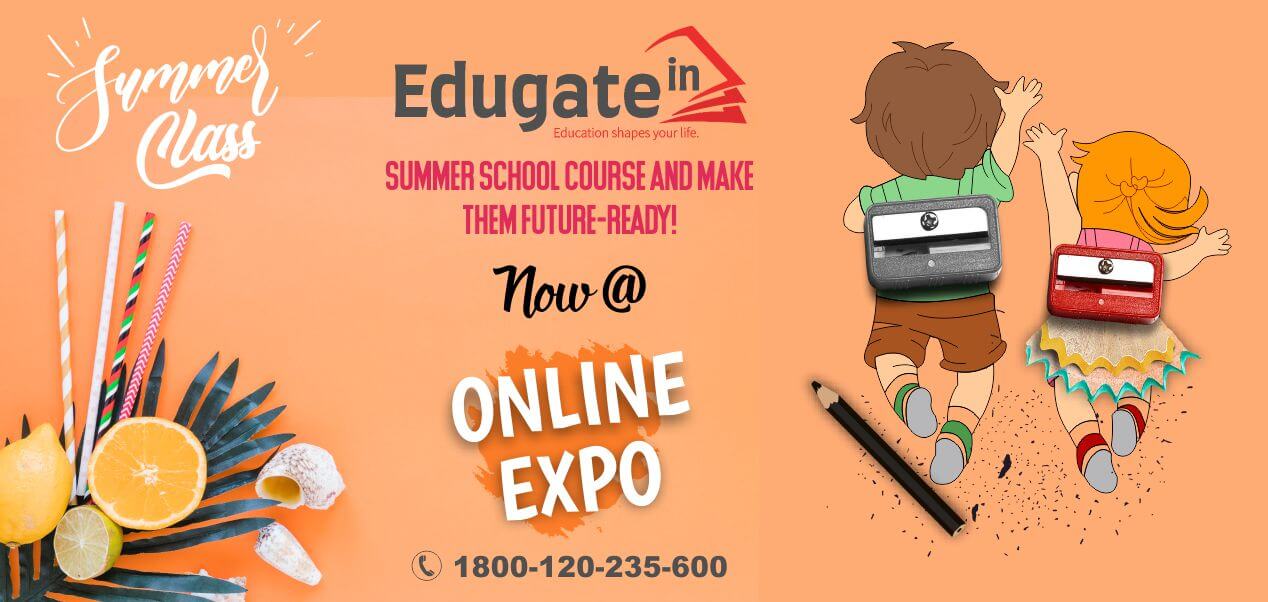 Summer
Class
Edugate in
Education shapes your life.
SUMMER SCHOOL COURSE AND MAKE
THEM FUTURE-READY!
Now @
ONLINE
EXPO
1800-120-235-600